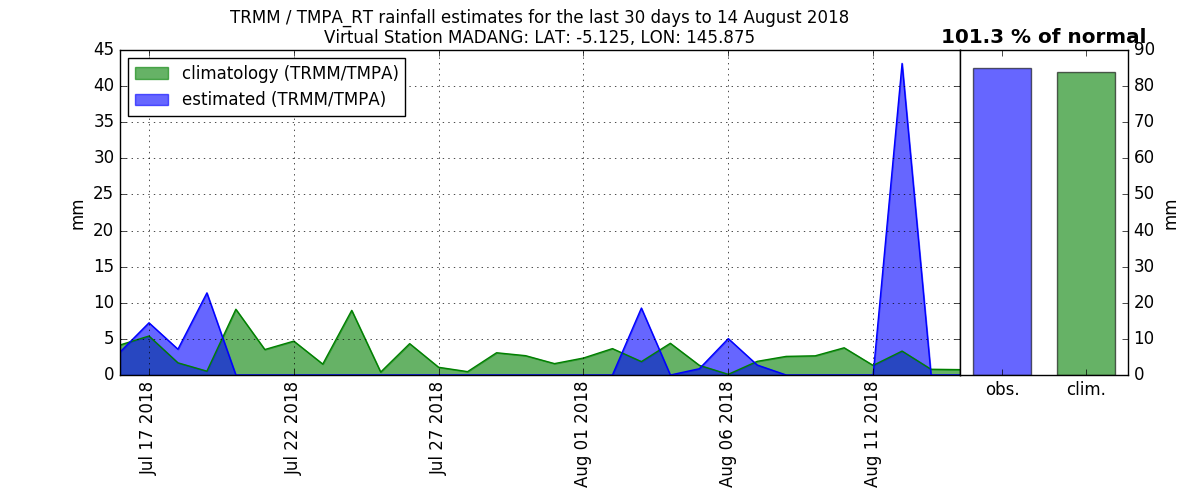 TRMM / TMPA_RT rainfall estimates for the last 30 days to 14 August 2018
Virtual Station MADANG: LAT: -5.125, LON: 145.875
101.3 % of normal
climatology (TRMM/TMPA)
estimated (TRMM/TMPA)
mm
45
40
35
30
25
20
15
10
5
0
Jul 17 2018
Jul 22 2018
Jul 27 2018
Aug 01 2018
Aug 06 2018
Aug 11 2018
90
80
70
60
50
40
30
20
10
0
mm
obs.
clim.